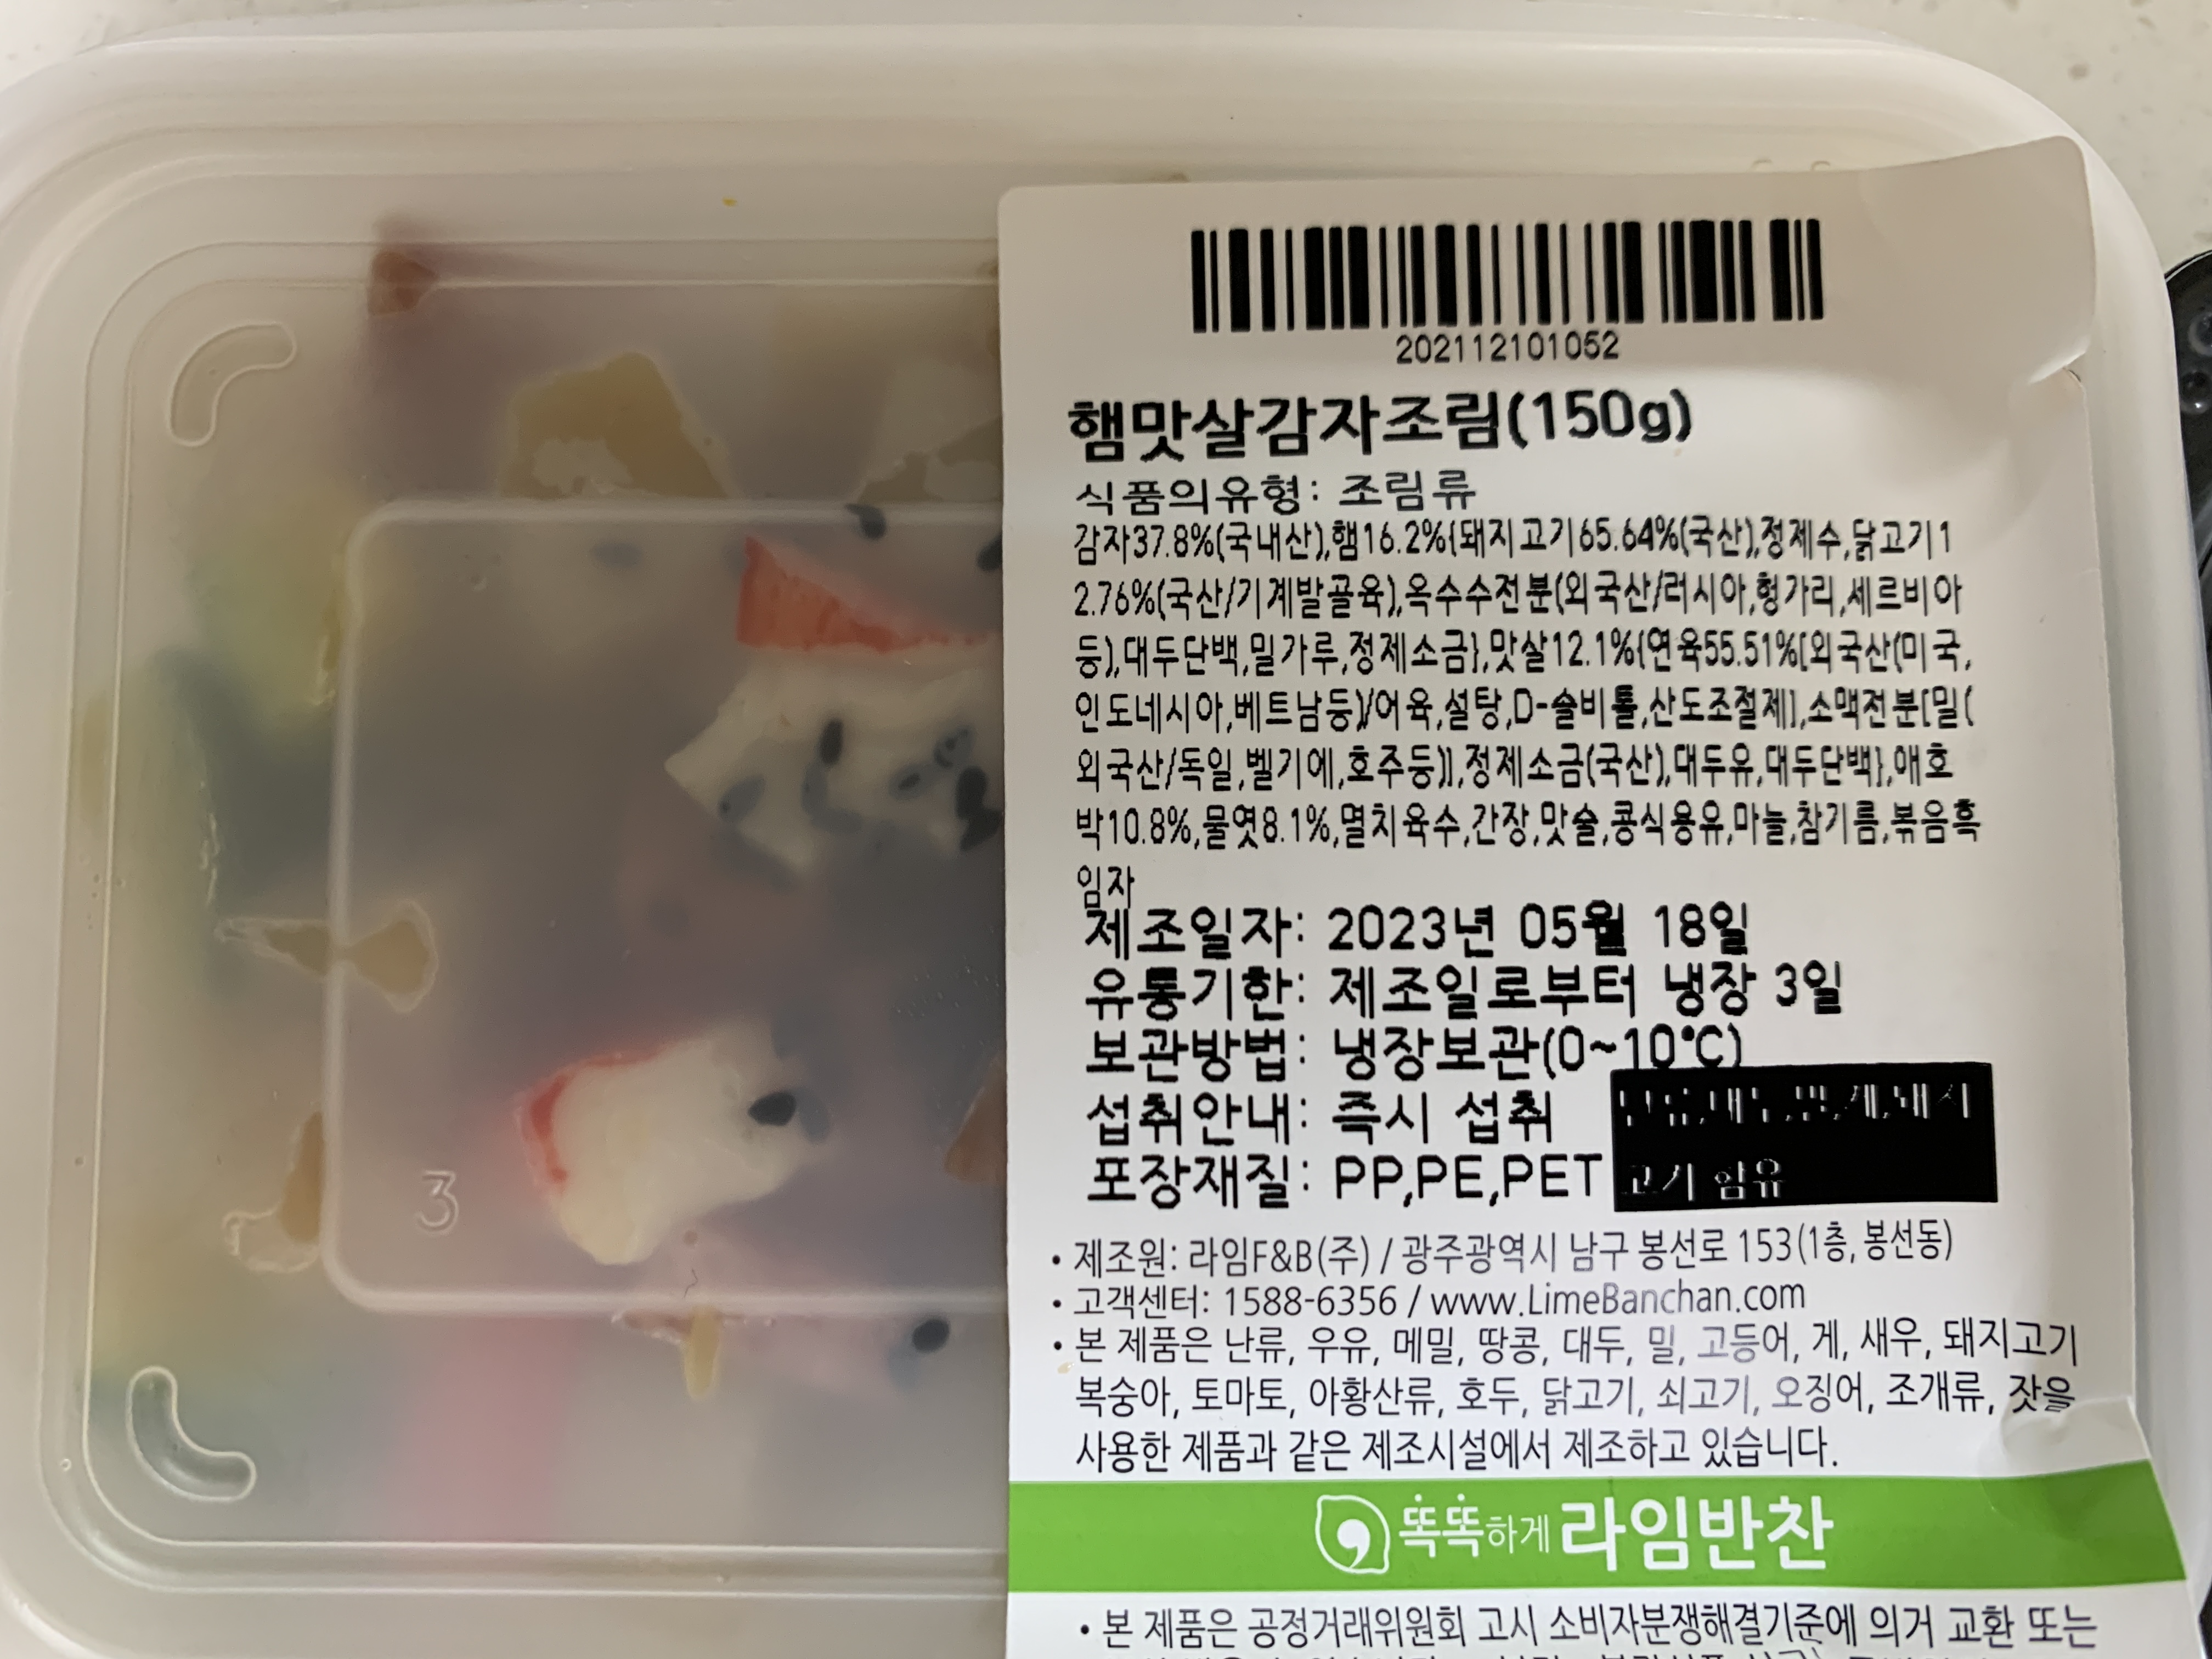 202112101052
햄맛살감자조림(150g)
식품의유형: 조림류
감자37.8%(국내산),햄16.2%{돼지고기65.64%(국산),정제수,닭고기1
2.76%(국산/기계발골육),옥수수전분(외국산/러시아,헝가리,세르비아
등),대두단백,밀가루,정제소금},맛살12.1%{연육55.51%[외국산(미국,
인도네시아,베트남등)/어육,설탕,D-솔비톨,산도조절제],소맥전분[밀(
외국산/독일,벨기에,호주등)],정제소금(국산),대두유,대두단백},애호
박10.8%,물엿8.1%,멸치육수,간장,맛술,콩식용유,마늘,참기름,볶음흑
임자
제조일자: 2023년 05월 18일
유통기한: 제조일로부터 냉장 3일
보관방법: 냉장보관(0~10℃)
섭취안내: 즉시 섭취
포장재질: PP,PE,PET
고기 함유
• 제조원: 라임F&B(주) / 광주광역시 남구 봉선로 153(1층, 봉선동)
• 고객센터: 1588-6356 / www.LimeBanchan.com
• 본 제품은 난류, 우유, 메밀, 땅콩, 대두, 밀, 고등어, 게, 새우, 돼지고기
복숭아, 토마토, 아황산류, 호두, 닭고기, 쇠고기, 오징어, 조개류, 잣을
사용한 제품과 같은 제조시설에서 제조하고 있습니다.
똑똑하게 라임반찬
• 본 제품은 공정거래위원회 고시 소비자분쟁해결기준에 의거 교환 또는
3